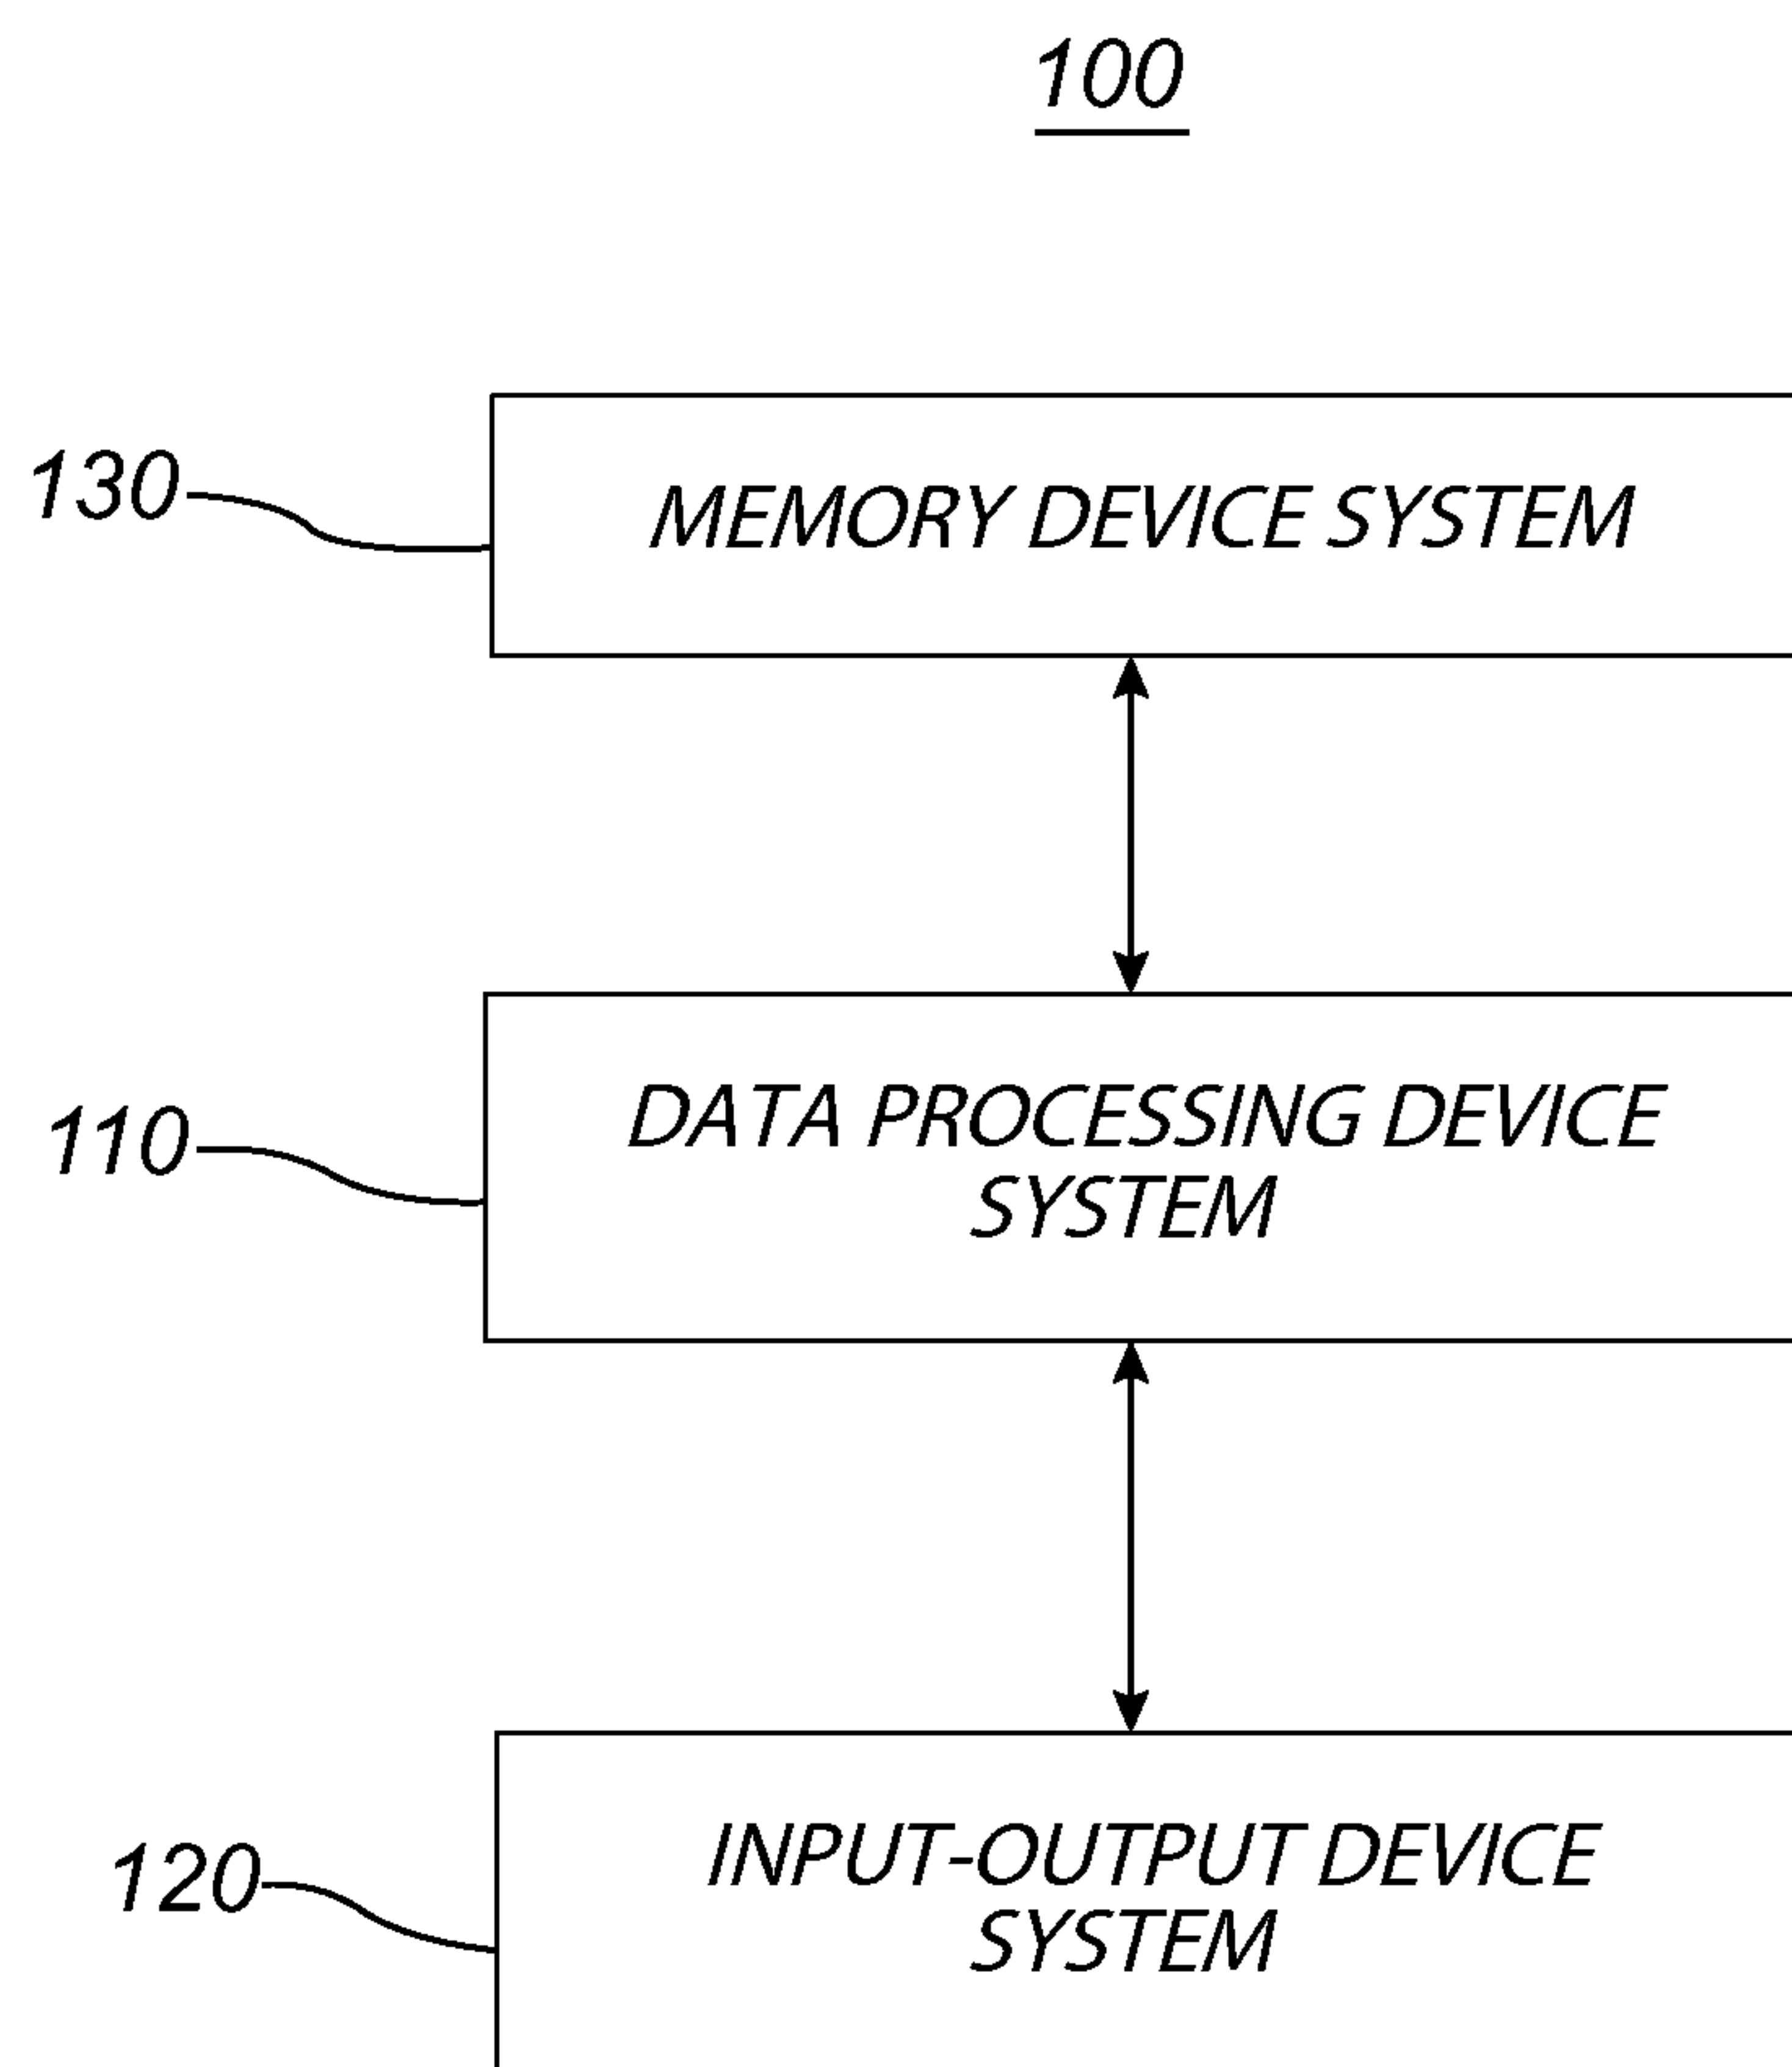 100
130
MEMORY DEVICE SYSTEM
110
DATA PROCESSING DEVICE
SYSTEM
120
INPUT-OUTPUT DEVICE
SYSTEM